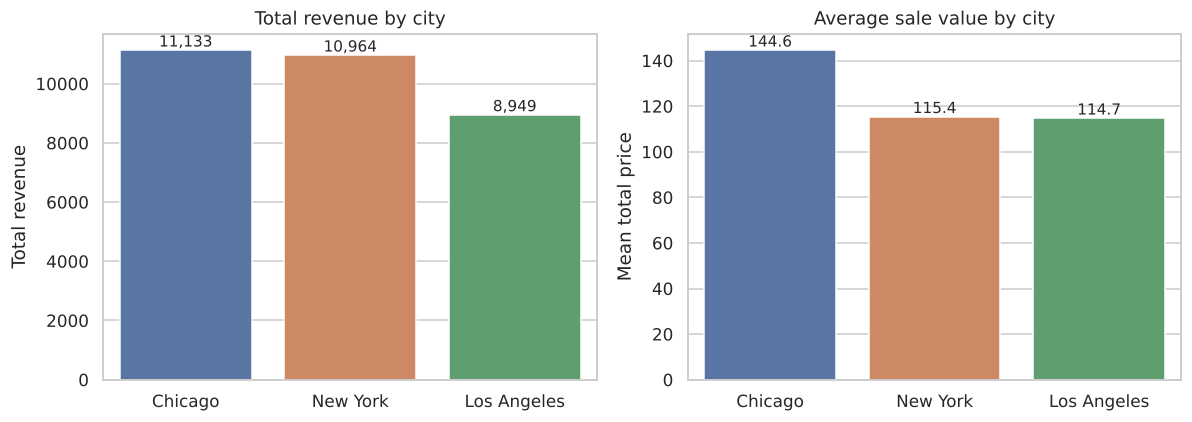 Total revenue by city
11,133
10,964
8,949
10000
8000
6000
4000
2000
0
Total revenue
Chicago
New York
Los Angeles
Average sale value by city
144.6
115.4
114.7
140
120
100
80
60
40
20
0
Mean total price
Chicago
New York
Los Angeles